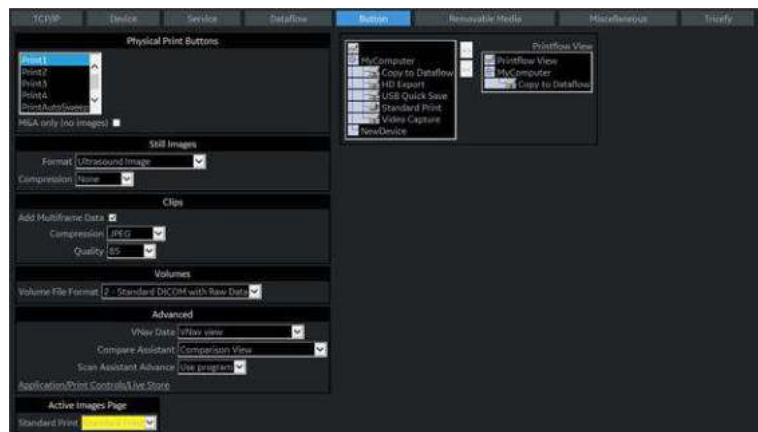 TCP/IP Device Service Dataflow Button Removable Media Miscellaneous Tricefy
Physical Print Buttons
Print1
Print2
Print3
Print4
PrintAutoSweep
M&A only (no images)
Still Images
Format Ultrasound Image
Compression None
Clips
Add Multiframe Data
Compression JPEG
Quality 85
Volumes
Volume File Format 2 - Standard DICOM with Raw Data
Advanced
VNav Data VNav view
Compare Assistant Comparison View
Scan Assistant Advance Use program
Application/Print Controls/Live Store
Active Images Page
Standard Print Standard Print
MyComputer
Copy to Dataflow
HD Export
USB Quick Save
Standard Print
Video Capture
NewDevice
Printflow View
Printflow View
MyComputer
Copy to Dataflow